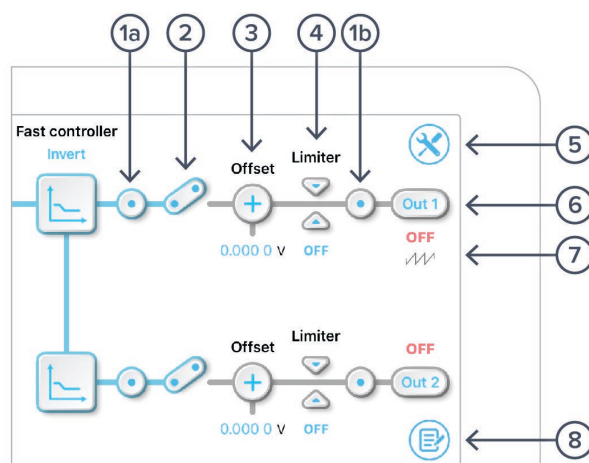 1a 2 3 4 1b
Fast controller
Invert
Offset
Limiter
5
Out 1
6
0.000 0 V
OFF
OFF
7
Offset
Limiter
OFF
Out 2
0.000 0 V
OFF
8